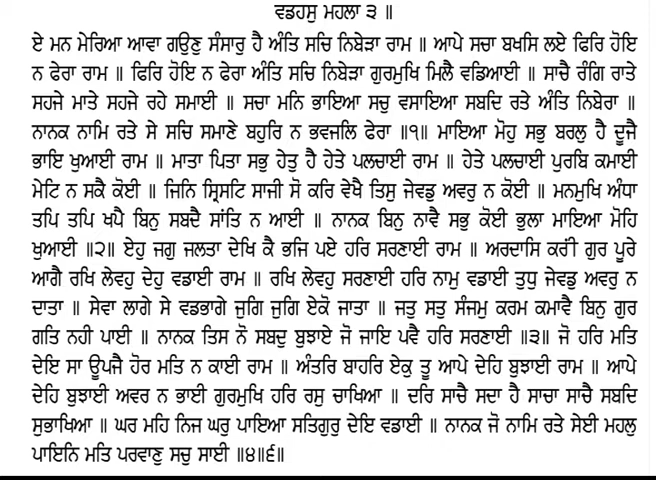 ਵਡਹਸੁ ਮਹਲਾ ੩ ॥
ਏ ਮਨ ਮੇਰਿਆ ਆਵਾ ਗਉਣੁ ਸੰਸਾਰੁ ਹੈ ਅੰਤਿ ਸਚਿ ਨਿਬੇੜਾ ਰਾਮ ॥ ਆਪੇ ਸਚਾ ਬਖਸਿ ਲਏ ਫਿਰਿ ਹੋਇ
ਨ ਫੇਰਾ ਰਾਮ ॥ ਫਿਰਿ ਹੋਇ ਨ ਫੇਰਾ ਅੰਤਿ ਸਚਿ ਨਿਬੇੜਾ ਗੁਰਮੁਖਿ ਮਿਲੈ ਵਡਿਆਈ ॥ ਸਾਚੈ ਰੰਗਿ ਰਾਤੇ
ਸਹਜੇ ਮਾਤੇ ਸਹਜੇ ਰਹੇ ਸਮਾਈ ॥ ਸਚਾ ਮਨਿ ਭਾਇਆ ਸਚੁ ਵਸਾਇਆ ਸਬਦਿ ਰਤੇ ਅੰਤਿ ਨਿਬੇਰਾ ॥
ਨਾਨਕ ਨਾਮਿ ਰਤੇ ਸੇ ਸਚਿ ਸਮਾਣੇ ਬਹੁਰਿ ਨ ਭਵਜਲਿ ਫੇਰਾ ॥੧॥ ਮਾਇਆ ਮੋਹੁ ਸਭੁ ਬਰਲੁ ਹੈ ਦੂਜੈ
ਭਾਇ ਖੁਆਈ ਰਾਮ ॥ ਮਾਤਾ ਪਿਤਾ ਸਭੁ ਹੇਤੁ ਹੈ ਹੇਤੇ ਪਲਚਾਈ ਰਾਮ ॥ ਹੇਤੇ ਪਲਚਾਈ ਪੁਰਬਿ ਕਮਾਈ
ਮੇਟਿ ਨ ਸਕੈ ਕੋਈ ॥ ਜਿਨਿ ਸ੍ਰਿਸਟਿ ਸਾਜੀ ਸੋ ਕਰਿ ਵੇਖੈ ਤਿਸੁ ਜੇਵਡੁ ਅਵਰੁ ਨ ਕੋਈ ॥ ਮਨਮੁਖਿ ਅੰਧਾ
ਤਪਿ ਤਪਿ ਖਪੈ ਬਿਨੁ ਸਬਦੈ ਸਾਂਤਿ ਨ ਆਈ ॥ ਨਾਨਕ ਬਿਨੁ ਨਾਵੈ ਸਭੁ ਕੋਈ ਭੁਲਾ ਮਾਇਆ ਮੋਹਿ
ਖੁਆਈ ॥੨॥ ਏਹੁ ਜਗੁ ਜਲਤਾ ਦੇਖਿ ਕੈ ਭਜਿ ਪਏ ਹਰਿ ਸਰਣਾਈ ਰਾਮ ॥ ਅਰਦਾਸਿ ਕਰੀਂ ਗੁਰ ਪੂਰੇ
ਆਗੈ ਰਖਿ ਲੇਵਹੁ ਦੇਹੁ ਵਡਾਈ ਰਾਮ ॥ ਰਖਿ ਲੇਵਹੁ ਸਰਣਾਈ ਹਰਿ ਨਾਮੁ ਵਡਾਈ ਤੁਧੁ ਜੇਵਡੁ ਅਵਰੁ ਨ
ਦਾਤਾ ॥ ਸੇਵਾ ਲਾਗੇ ਸੇ ਵਡਭਾਗੇ ਜੁਗਿ ਜੁਗਿ ਏਕੋ ਜਾਤਾ ॥ ਜਤੁ ਸਤੁ ਸੰਜਮੁ ਕਰਮ ਕਮਾਵੈ ਬਿਨੁ ਗੁਰ
ਗਤਿ ਨਹੀ ਪਾਈ ॥ ਨਾਨਕ ਤਿਸ ਨੋ ਸਬਦੁ ਬੁਝਾਏ ਜੋ ਜਾਇ ਪਵੈ ਹਰਿ ਸਰਣਾਈ ॥੩॥ ਜੋ ਹਰਿ ਮਤਿ
ਦੇਇ ਸਾ ਊਪਜੈ ਹੋਰ ਮਤਿ ਨ ਕਾਈ ਰਾਮ ॥ ਅੰਤਰਿ ਬਾਹਰਿ ਏਕੁ ਤੂ ਆਪੇ ਦੇਹਿ ਬੁਝਾਈ ਰਾਮ ॥ ਆਪੇ
ਦੇਹਿ ਬੁਝਾਈ ਅਵਰ ਨ ਭਾਈ ਗੁਰਮੁਖਿ ਹਰਿ ਰਸੁ ਚਾਖਿਆ ॥ ਦਰਿ ਸਾਚੈ ਸਦਾ ਹੈ ਸਾਚਾ ਸਾਚੈ ਸਬਦਿ
ਸੁਭਾਖਿਆ ॥ ਘਰ ਮਹਿ ਨਿਜ ਘਰੁ ਪਾਇਆ ਸਤਿਗੁਰੁ ਦੇਇ ਵਡਾਈ ॥ ਨਾਨਕ ਜੋ ਨਾਮਿ ਰਤੇ ਸੇਈ ਮਹਲੁ
ਪਾਇਨਿ ਮਤਿ ਪਰਵਾਣੁ ਸਚੁ ਸਾਈ ॥੪॥੬॥